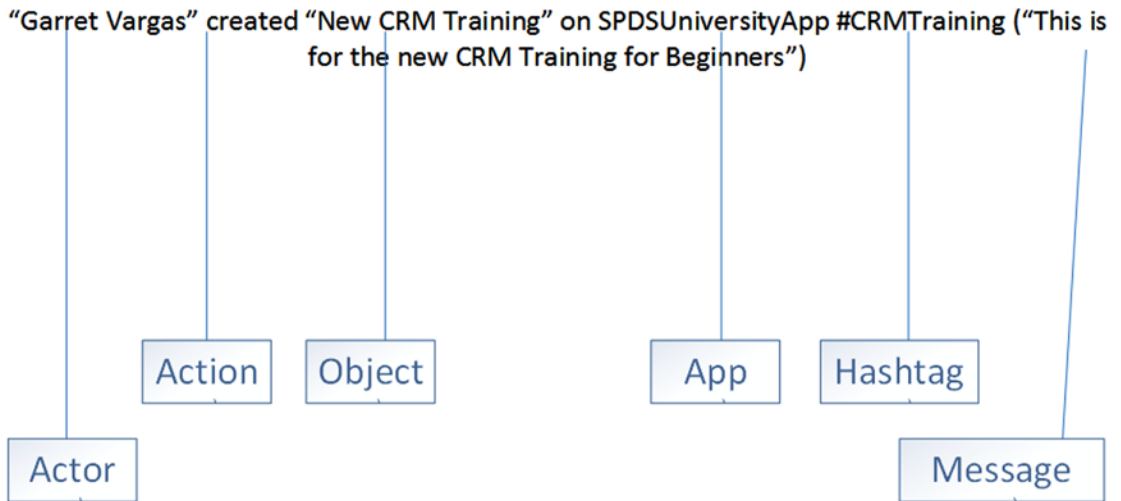 “Garret Vargas” created “New CRM Training” on SPDSUniversityApp #CRMTraining (“This is
for the new CRM Training for Beginners”)
Action
Object
App
Hashtag
Actor
Message